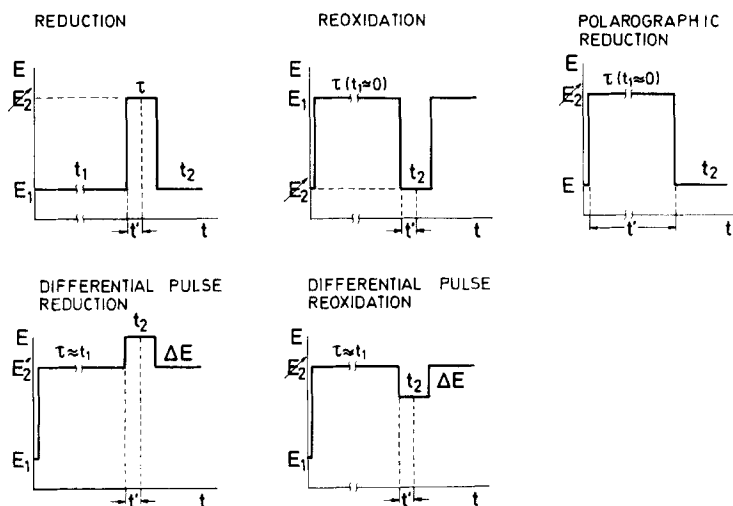 REDUCTION
REOXIDATION
POLAROGRAPHIC
REDUCTION
E
E₂
τ
t₁
t₂
E₁
t'
t
E
E₁
τ (t₁≈0)
E₂
t₂
t'
t
E
E₂
τ (t₁≈0)
E
t₂
t'
t
DIFFERENTIAL PULSE
REDUCTION
E
E₂
τ≈t₁
t₂
ΔE
E₁
t'
t
DIFFERENTIAL PULSE
REOXIDATION
E
E₂
τ≈t₁
t₂
ΔE
E₁
t'
t